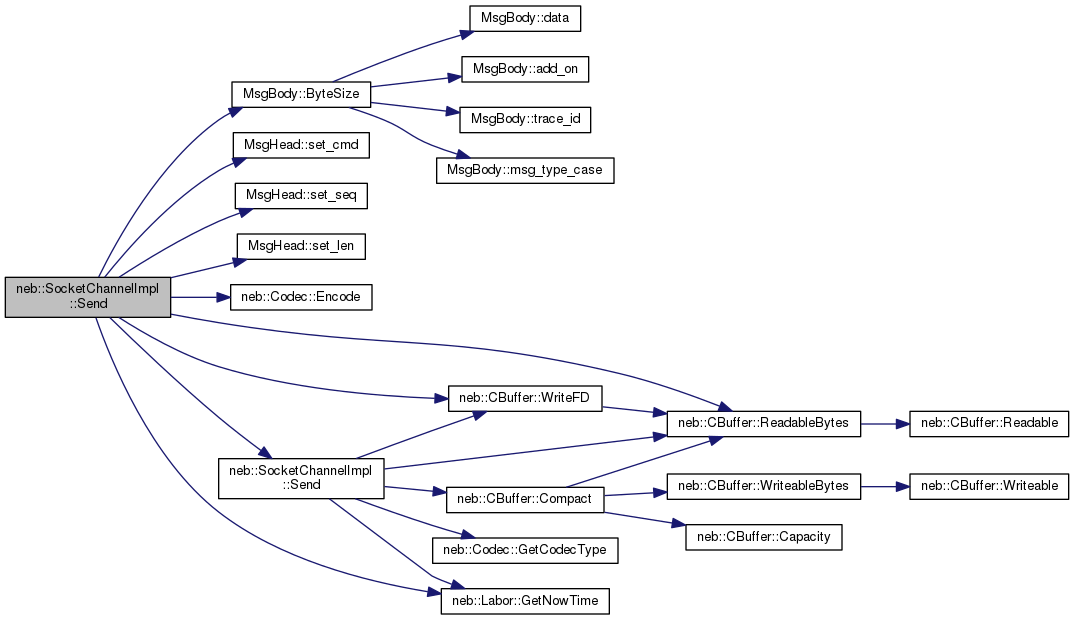 MsgBody::data
MsgBody::add_on
MsgBody::ByteSize
MsgBody::trace_id
MsgHead::set_cmd
MsgBody::msg_type_case
MsgHead::set_seq
MsgHead::set_len
neb::SocketChannelImpl
::Send
neb::Codec::Encode
neb::CBuffer::WriteFD
neb::CBuffer::ReadableBytes
neb::CBuffer::Readable
neb::SocketChannelImpl
::Send
neb::CBuffer::Compact
neb::CBuffer::WriteableBytes
neb::CBuffer::Writeable
neb::CBuffer::Capacity
neb::Codec::GetCodecType
neb::Labor::GetNowTime